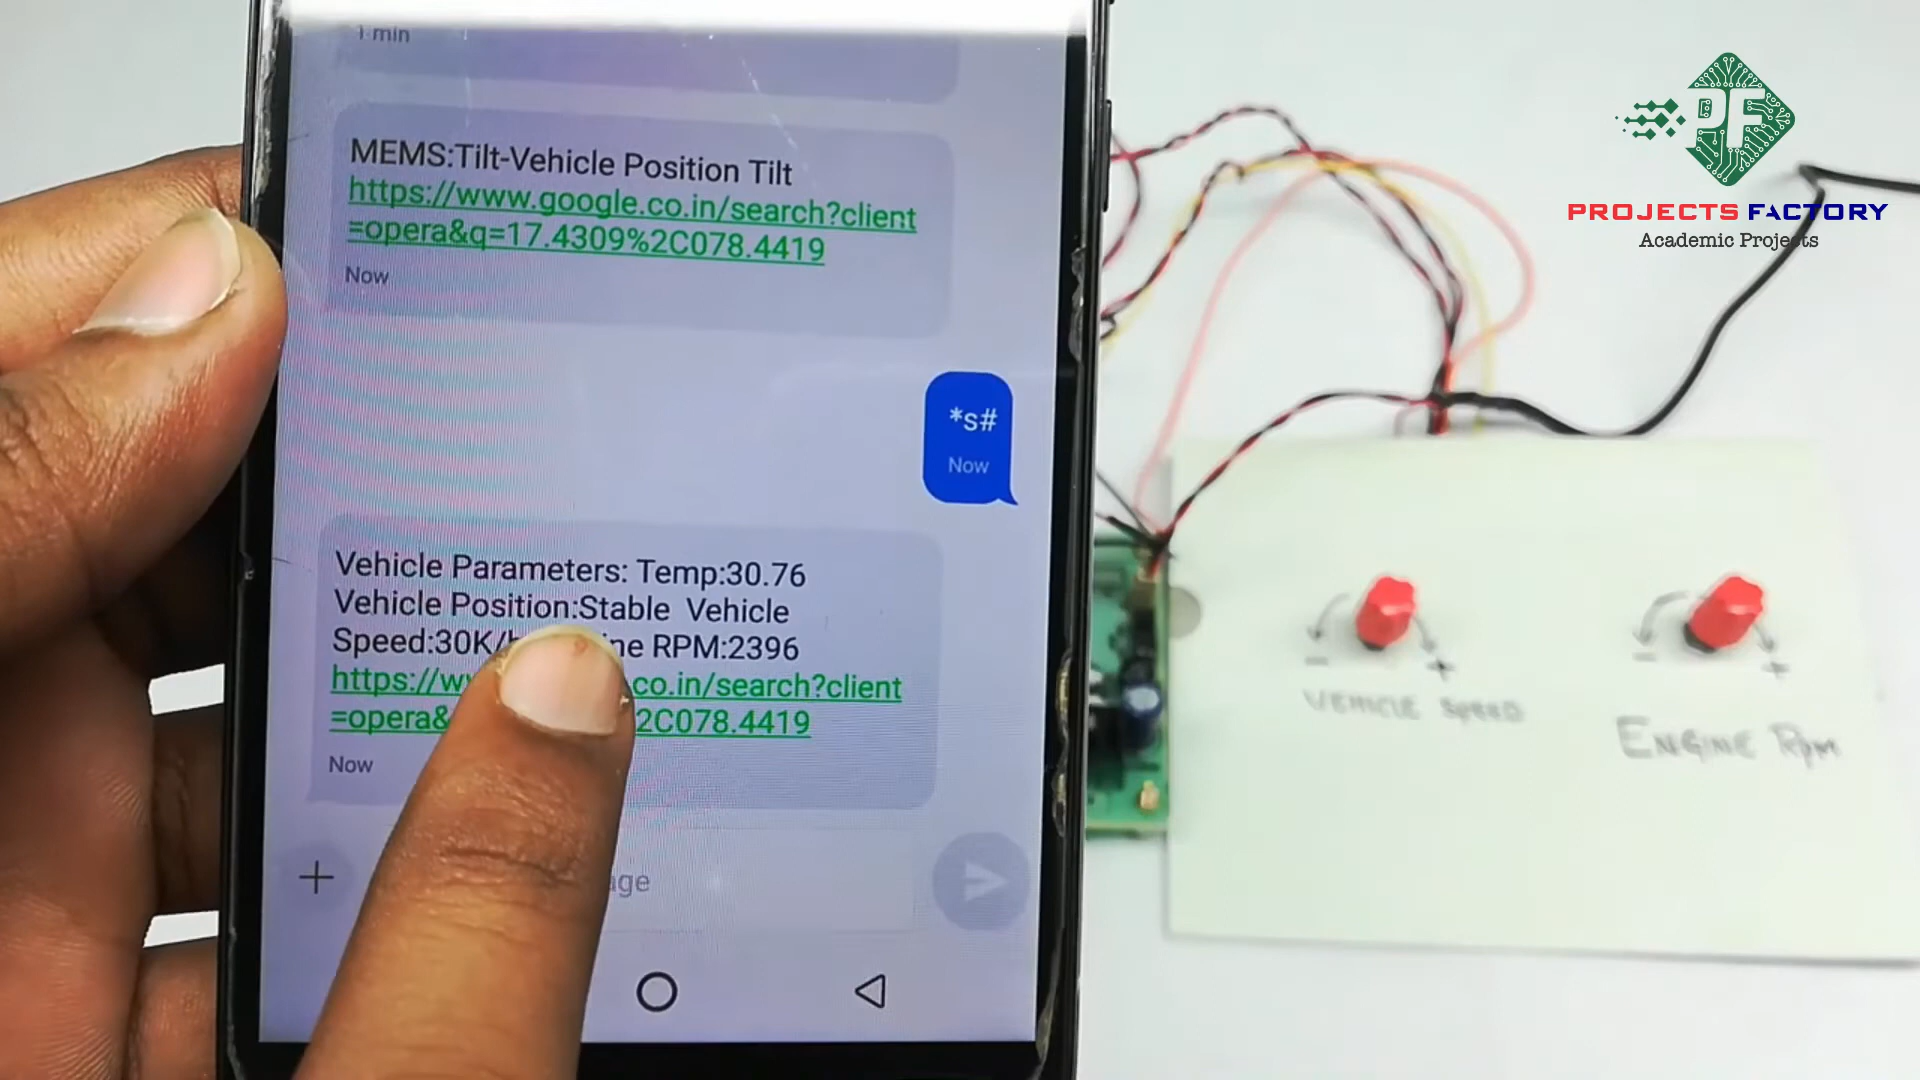 1 min
MEMS:Tilt-Vehicle Position Tilt
https://www.google.co.in/search?client
=opera&q=17.4309%2C078.4419
Now
*s#
Now
Vehicle Parameters: Temp:30.76
Vehicle Position:Stable Vehicle
Speed:30K/ RPM:2396
https://w co.in/search?client
=opera& 2C078.4419
Now
PF
PROJECTS FACTORY
Academic Projects
- +
VEHICLE SPEED
- +
ENGINE RPM